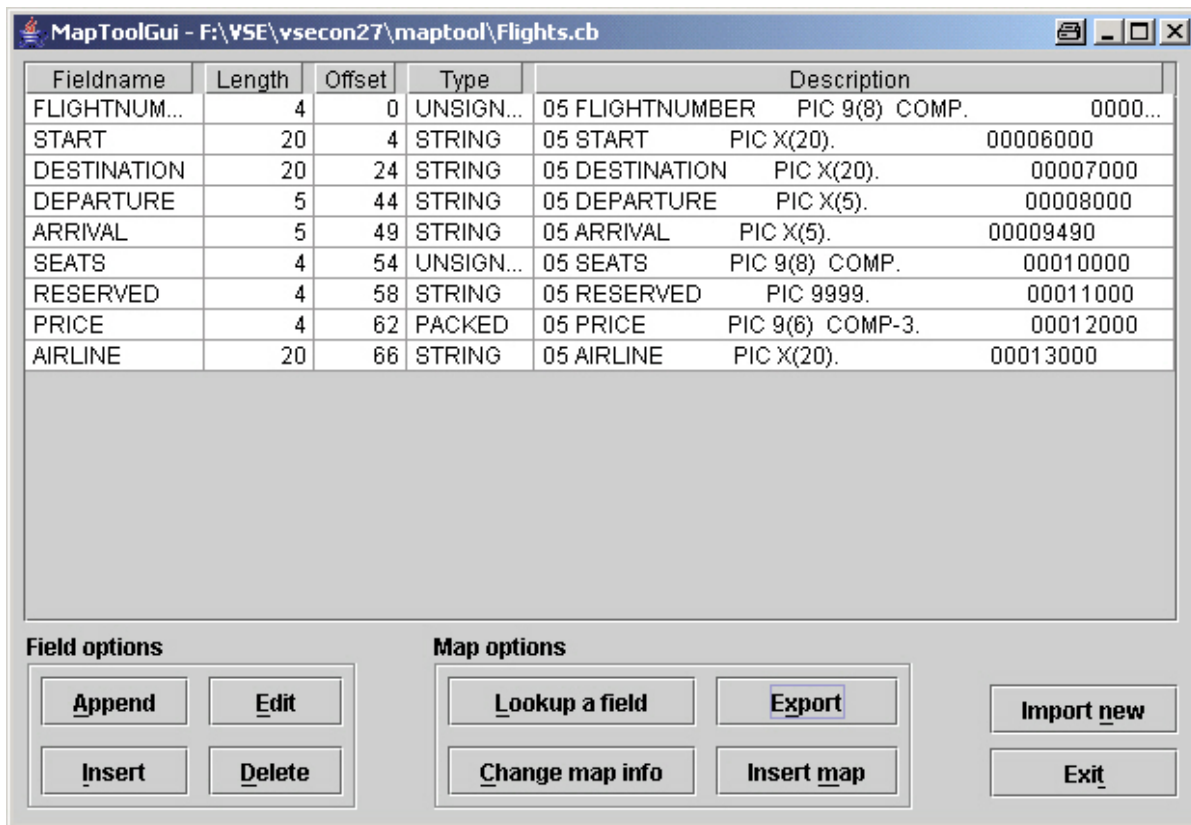 MapToolGui - F:\VSE\vsecon27\maptool\Flights.cb
Fieldname Length Offset Type Description
FLIGHTNUM... 4 0 UNSIGN... 05 FLIGHTNUMBER PIC 9(8) COMP. 0000...
START 20 4 STRING 05 START PIC X(20). 00006000
DESTINATION 20 24 STRING 05 DESTINATION PIC X(20). 00007000
DEPARTURE 5 44 STRING 05 DEPARTURE PIC X(5). 00008000
ARRIVAL 5 49 STRING 05 ARRIVAL PIC X(5). 00009490
SEATS 4 54 UNSIGN... 05 SEATS PIC 9(8) COMP. 00010000
RESERVED 4 58 STRING 05 RESERVED PIC 9999. 00011000
PRICE 4 62 PACKED 05 PRICE PIC 9(6) COMP-3. 00012000
AIRLINE 20 66 STRING 05 AIRLINE PIC X(20). 00013000
Field options Map options
Append Edit Lookup a field Export Import new
Insert Delete Change map info Insert map Exit